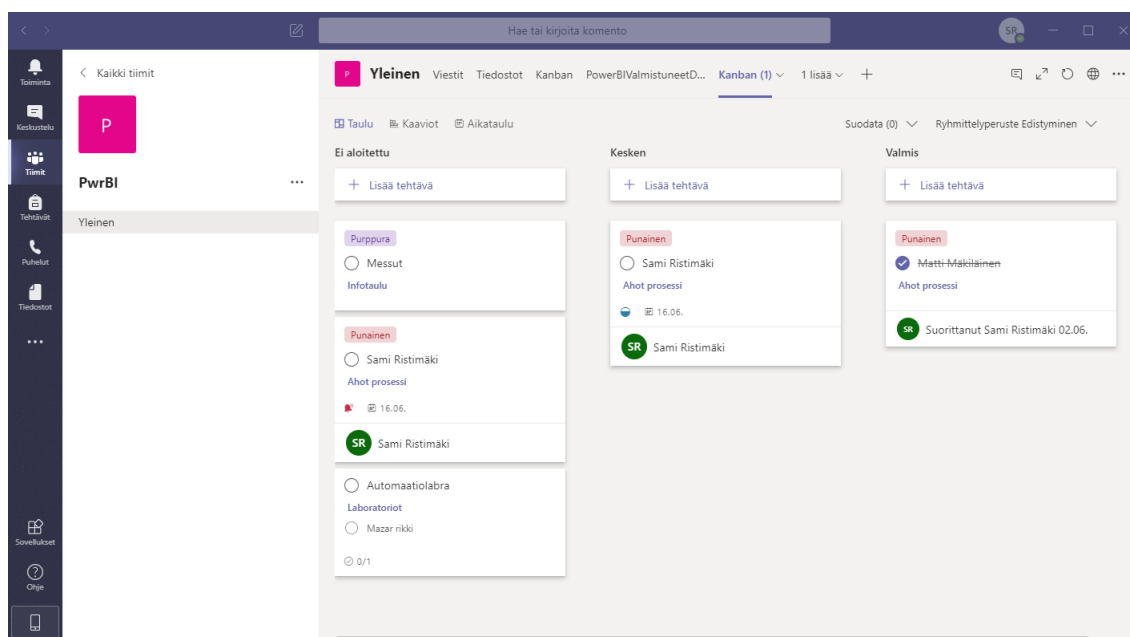 Hae tai kirjoita komento
SR
Toiminta
Keskustelu
Tiimit
Tehtävät
Puhelut
Tiedostot
Sovellukset
Ohje
Kaikki tiimit
P
PwrBI
Yleinen
P
Yleinen Viestit Tiedostot Kanban PowerBIValmistuneetD... Kanban (1) 1 lisää
Taulu Kaaviot Aikataulu
Suodata (0) Ryhmittelyperuste Edistyminen
Ei aloitettu
Lisää tehtävä
Purppura
Messut
Infotaulu
Punainen
Sami Ristimäki
Ahot prosessi
16.06.
SR Sami Ristimäki
Automaatiolabra
Laboratoriot
Mazar rikki
0/1
Kesken
Lisää tehtävä
Punainen
Sami Ristimäki
Ahot prosessi
16.06.
SR Sami Ristimäki
Valmis
Lisää tehtävä
Punainen
Matti Mäkiläinen
Ahot prosessi
SR Suorittanut Sami Ristimäki 02.06.